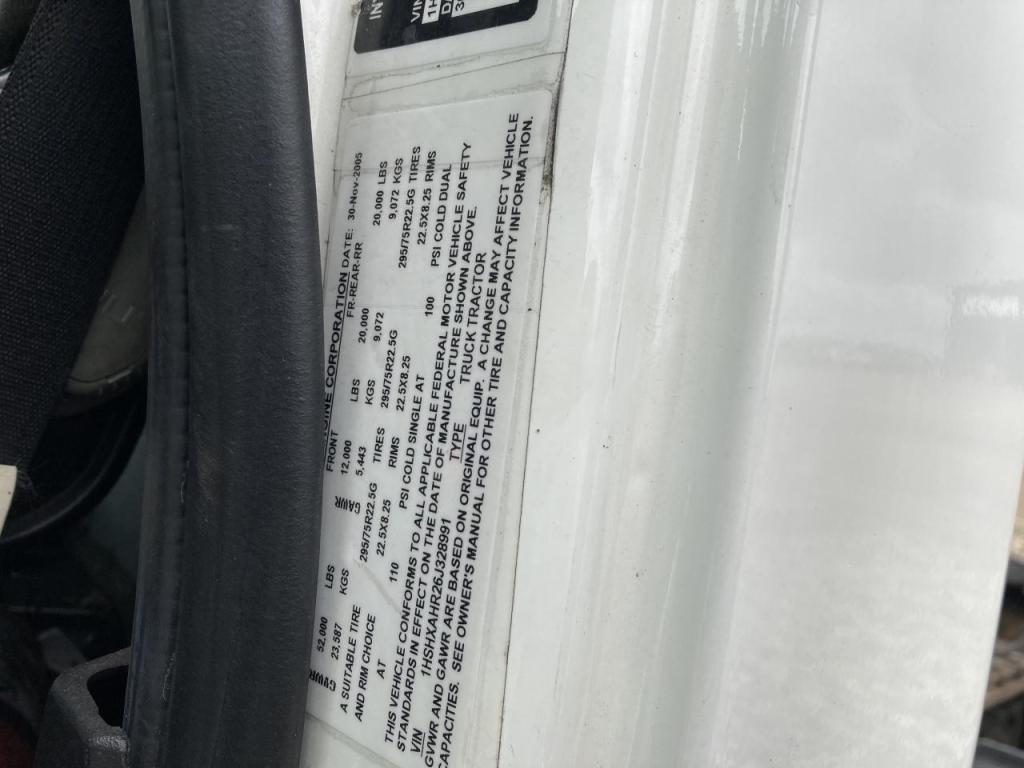 VIN
1H
DA
30
GINE CORPORATION DATE: 30-Nov-2005
GVWR GAWR FRONT FR-REAR-RR
52,000 LBS 12,000 LBS 20,000 20,000 LBS
23,587 KGS 5,443 KGS 9,072 9,072 KGS
A SUITABLE TIRE 295/75R22.5G TIRES 295/75R22.5G 295/75R22.5G TIRES
AND RIM CHOICE 22.5X8.25 RIMS 22.5X8.25 22.5X8.25 RIMS
AT 110 PSI COLD SINGLE AT 100 PSI COLD DUAL
THIS VEHICLE CONFORMS TO ALL APPLICABLE FEDERAL MOTOR VEHICLE SAFETY
STANDARDS IN EFFECT ON THE DATE OF MANUFACTURE SHOWN ABOVE.
VIN 1HSHXAHR26J328991 TYPE TRUCK TRACTOR
GVWR AND GAWR ARE BASED ON ORIGINAL EQUIP. A CHANGE MAY AFFECT VEHICLE
CAPACITIES. SEE OWNER'S MANUAL FOR OTHER TIRE AND CAPACITY INFORMATION.